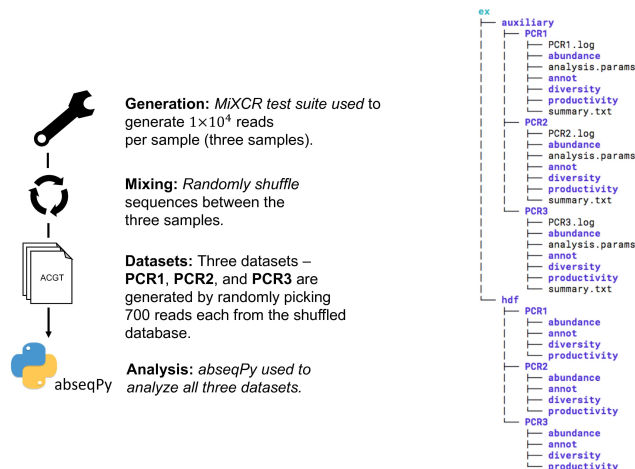 Generation: MiXCR test suite used to
generate 1×10⁴ reads
per sample (three samples).
Mixing: Randomly shuffle
sequences between the
three samples.
ACGT
Datasets: Three datasets –
PCR1, PCR2, and PCR3 are
generated by randomly picking
700 reads each from the shuffled
database.
abseqPy
Analysis: abseqPy used to
analyze all three datasets.
ex
├── auxiliary
│   ├── PCR1
│   │   ├── PCR1.log
│   │   ├── abundance
│   │   ├── analysis.params
│   │   ├── annot
│   │   ├── diversity
│   │   ├── productivity
│   │   └── summary.txt
│   ├── PCR2
│   │   ├── PCR2.log
│   │   ├── abundance
│   │   ├── analysis.params
│   │   ├── annot
│   │   ├── diversity
│   │   ├── productivity
│   │   └── summary.txt
│   └── PCR3
│       ├── PCR3.log
│       ├── abundance
│       ├── analysis.params
│       ├── annot
│       ├── diversity
│       ├── productivity
│       └── summary.txt
└── hdf
    ├── PCR1
    │   ├── abundance
    │   ├── annot
    │   ├── diversity
    │   └── productivity
    ├── PCR2
    │   ├── abundance
    │   ├── annot
    │   ├── diversity
    │   └── productivity
    └── PCR3
        ├── abundance
        ├── annot
        ├── diversity
        └── productivity